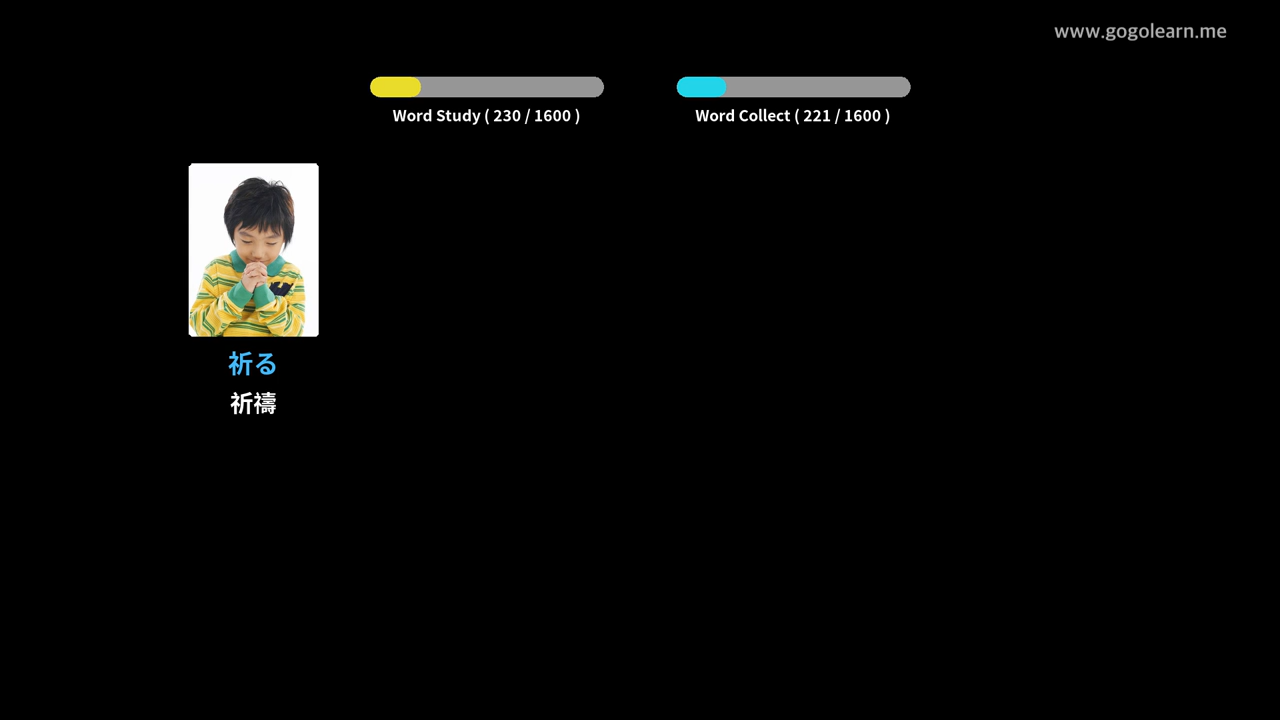 www.gogolearn.me
Word Study ( 230 / 1600 )
Word Collect ( 221 / 1600 )
祈る
祈禱